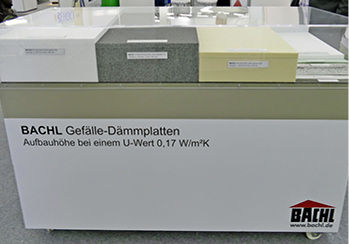 BACHL Gefälle-Dämmplatten
Aufbauhöhe bei einem U-Wert 0,17 W/m²K
BACHL
www.bachl.de